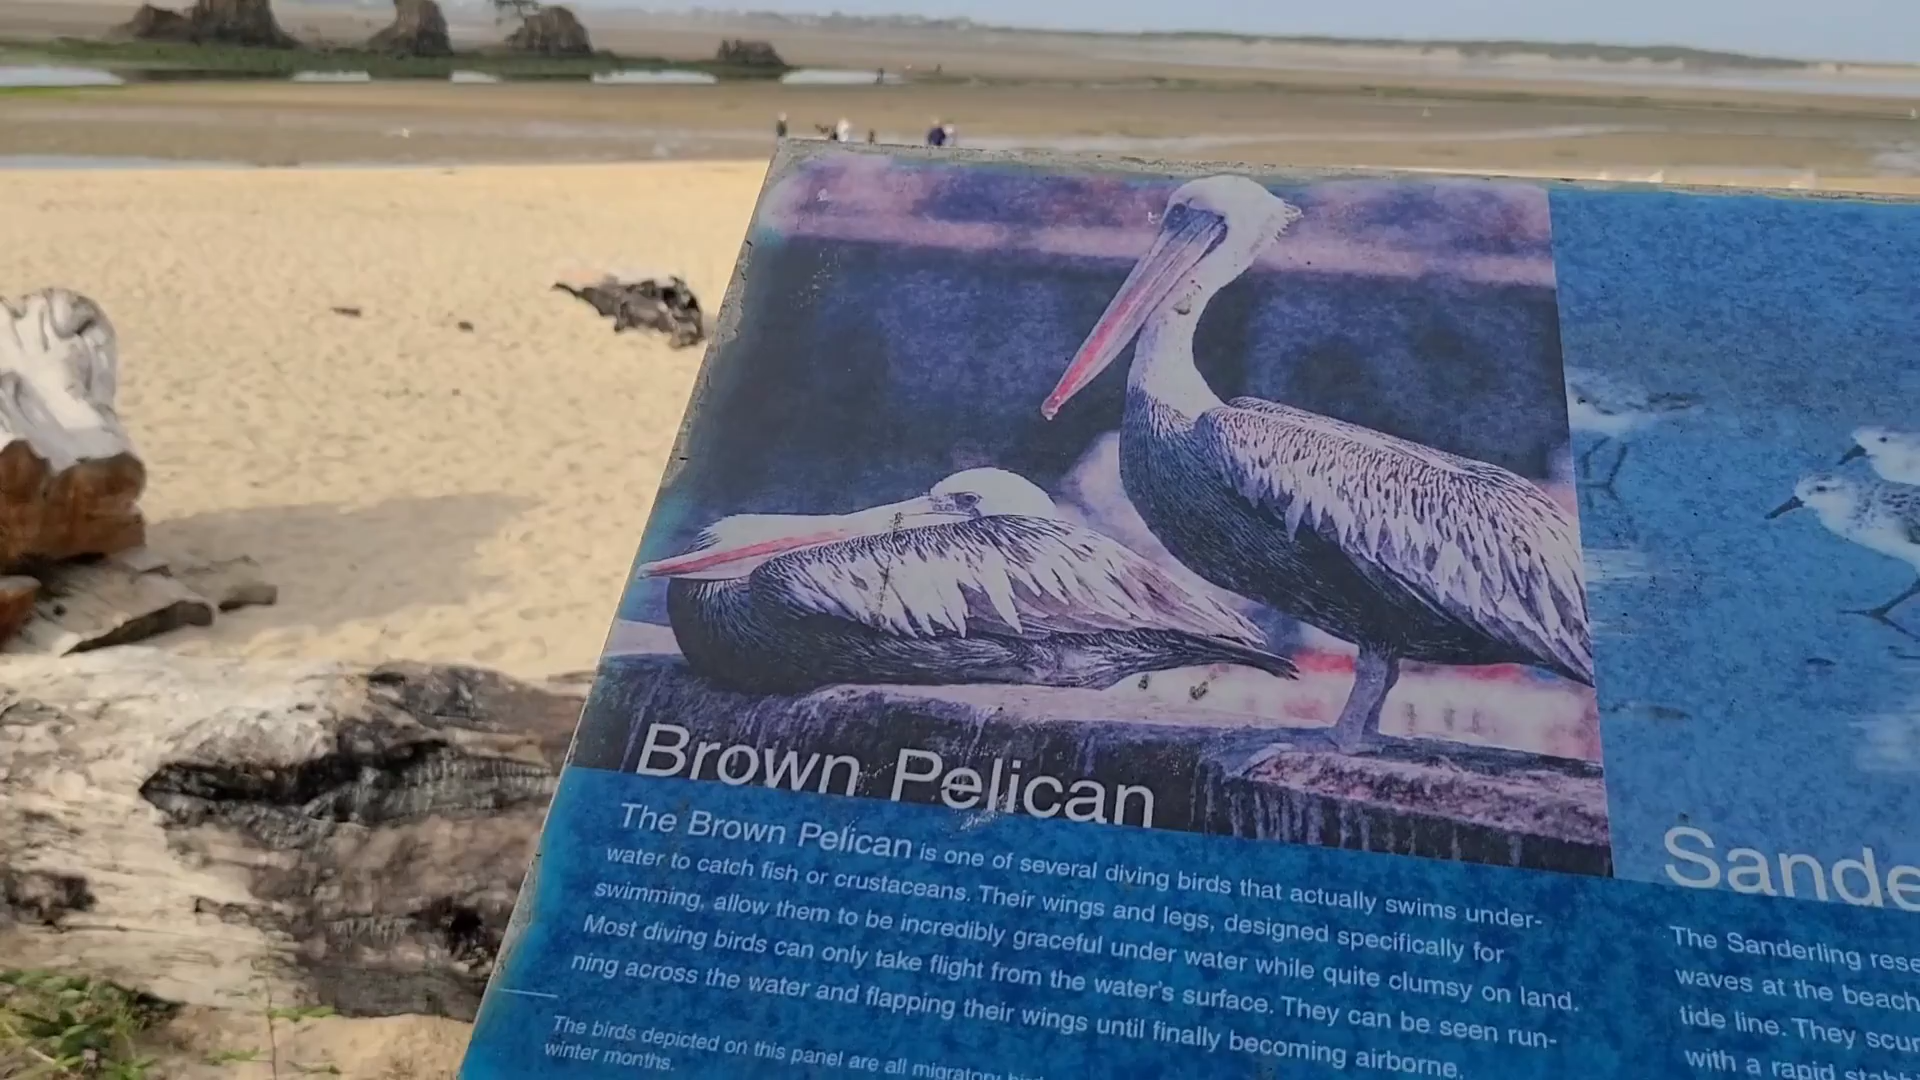 Brown Pelican
The Brown Pelican is one of several diving birds that actually swims under-
water to catch fish or crustaceans. Their wings and legs, designed specifically for
swimming, allow them to be incredibly graceful under water while quite clumsy on land.
Most diving birds can only take flight from the water's surface. They can be seen run-
ning across the water and flapping their wings until finally becoming airborne.
The birds depicted on this panel are all migratory
winter months.
Sande
The Sanderling rese
waves at the beach
tide line. They scur
with a rapid stabb